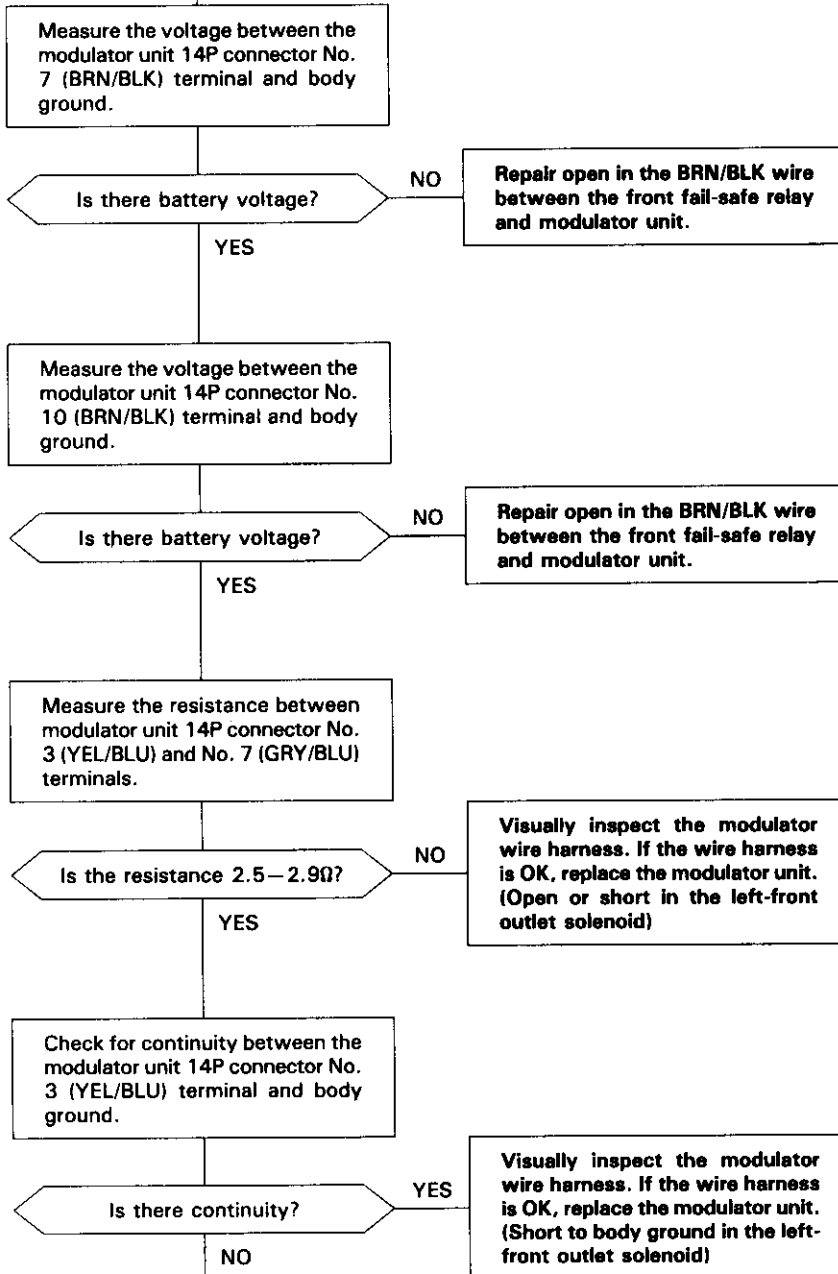 Measure the voltage between the
modulator unit 14P connector No.
7 (BRN/BLK) terminal and body
ground.
Is there battery voltage?
NO
Repair open in the BRN/BLK wire
between the front fail-safe relay
and modulator unit.
YES
Measure the voltage between the
modulator unit 14P connector No.
10 (BRN/BLK) terminal and body
ground.
Is there battery voltage?
NO
Repair open in the BRN/BLK wire
between the front fail-safe relay
and modulator unit.
YES
Measure the resistance between
modulator unit 14P connector No.
3 (YEL/BLU) and No. 7 (GRY/BLU)
terminals.
Is the resistance 2.5—2.9Ω?
NO
Visually inspect the modulator
wire harness. If the wire harness
is OK, replace the modulator unit.
(Open or short in the left-front
outlet solenoid)
YES
Check for continuity between the
modulator unit 14P connector No.
3 (YEL/BLU) terminal and body
ground.
Is there continuity?
YES
Visually inspect the modulator
wire harness. If the wire harness
is OK, replace the modulator unit.
(Short to body ground in the left-
front outlet solenoid)
NO